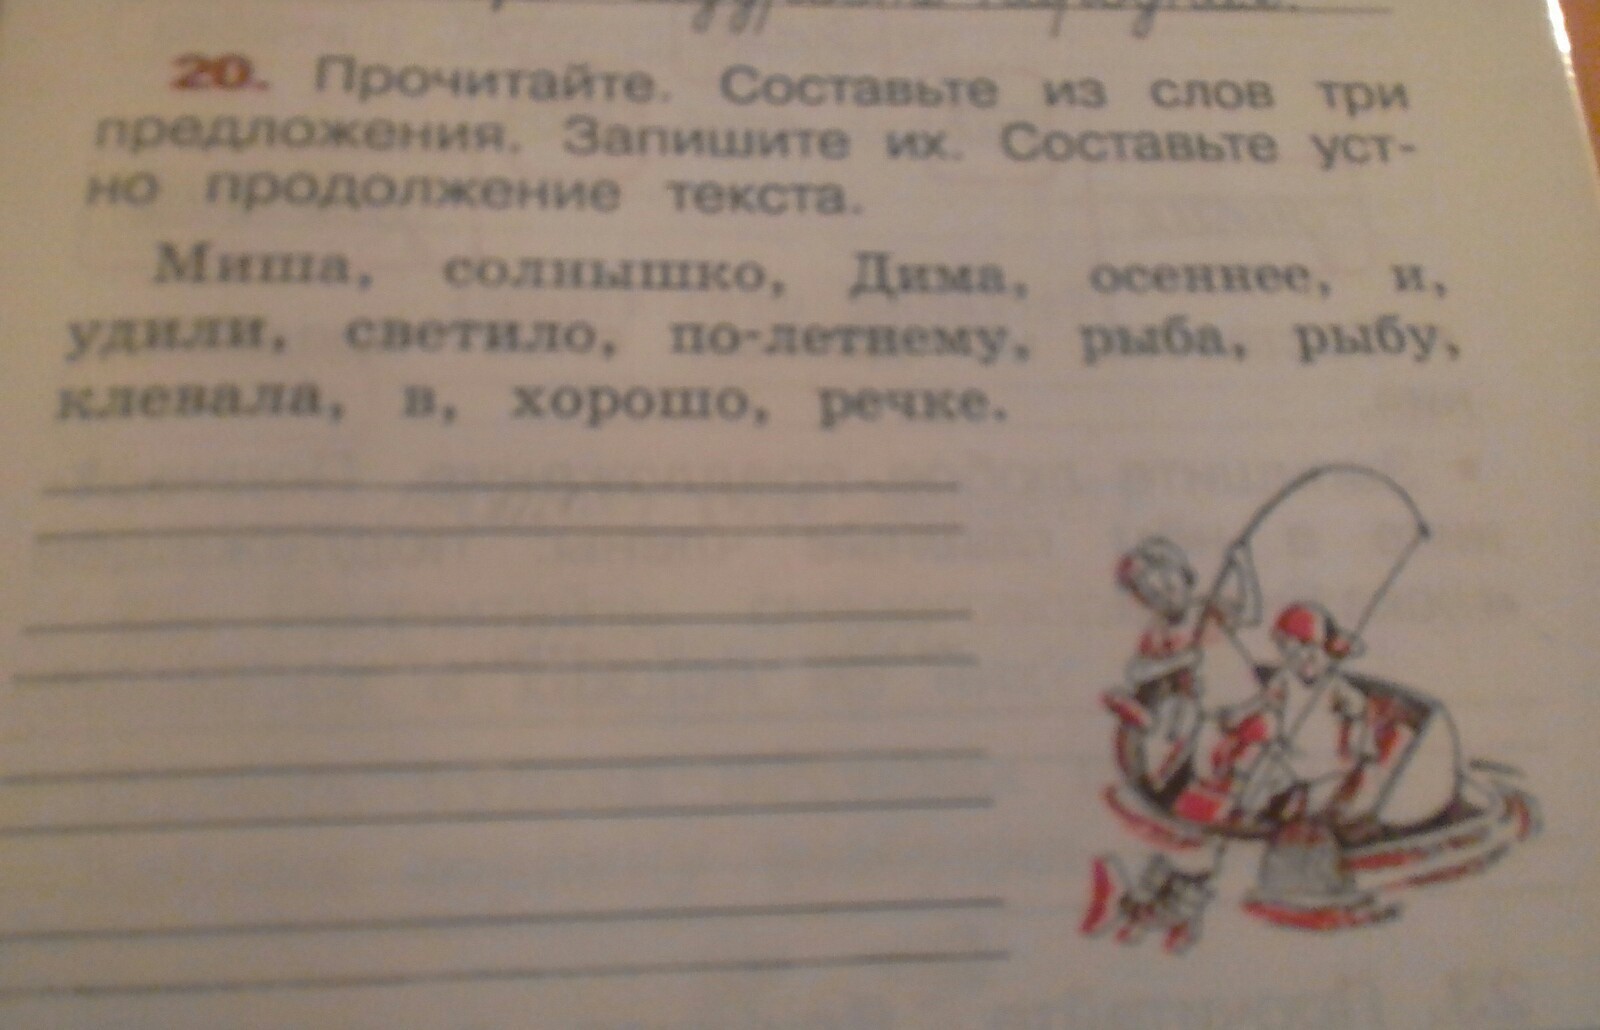 20. Прочитайте. Составьте из слов три
предложения. Запишите их. Составьте уст-
но продолжение текста.
Миша, солнышко, Дима, осеннее, и,
удили, светило, по-летнему, рыба, рыбу,
клевала, в, хорошо, речке.